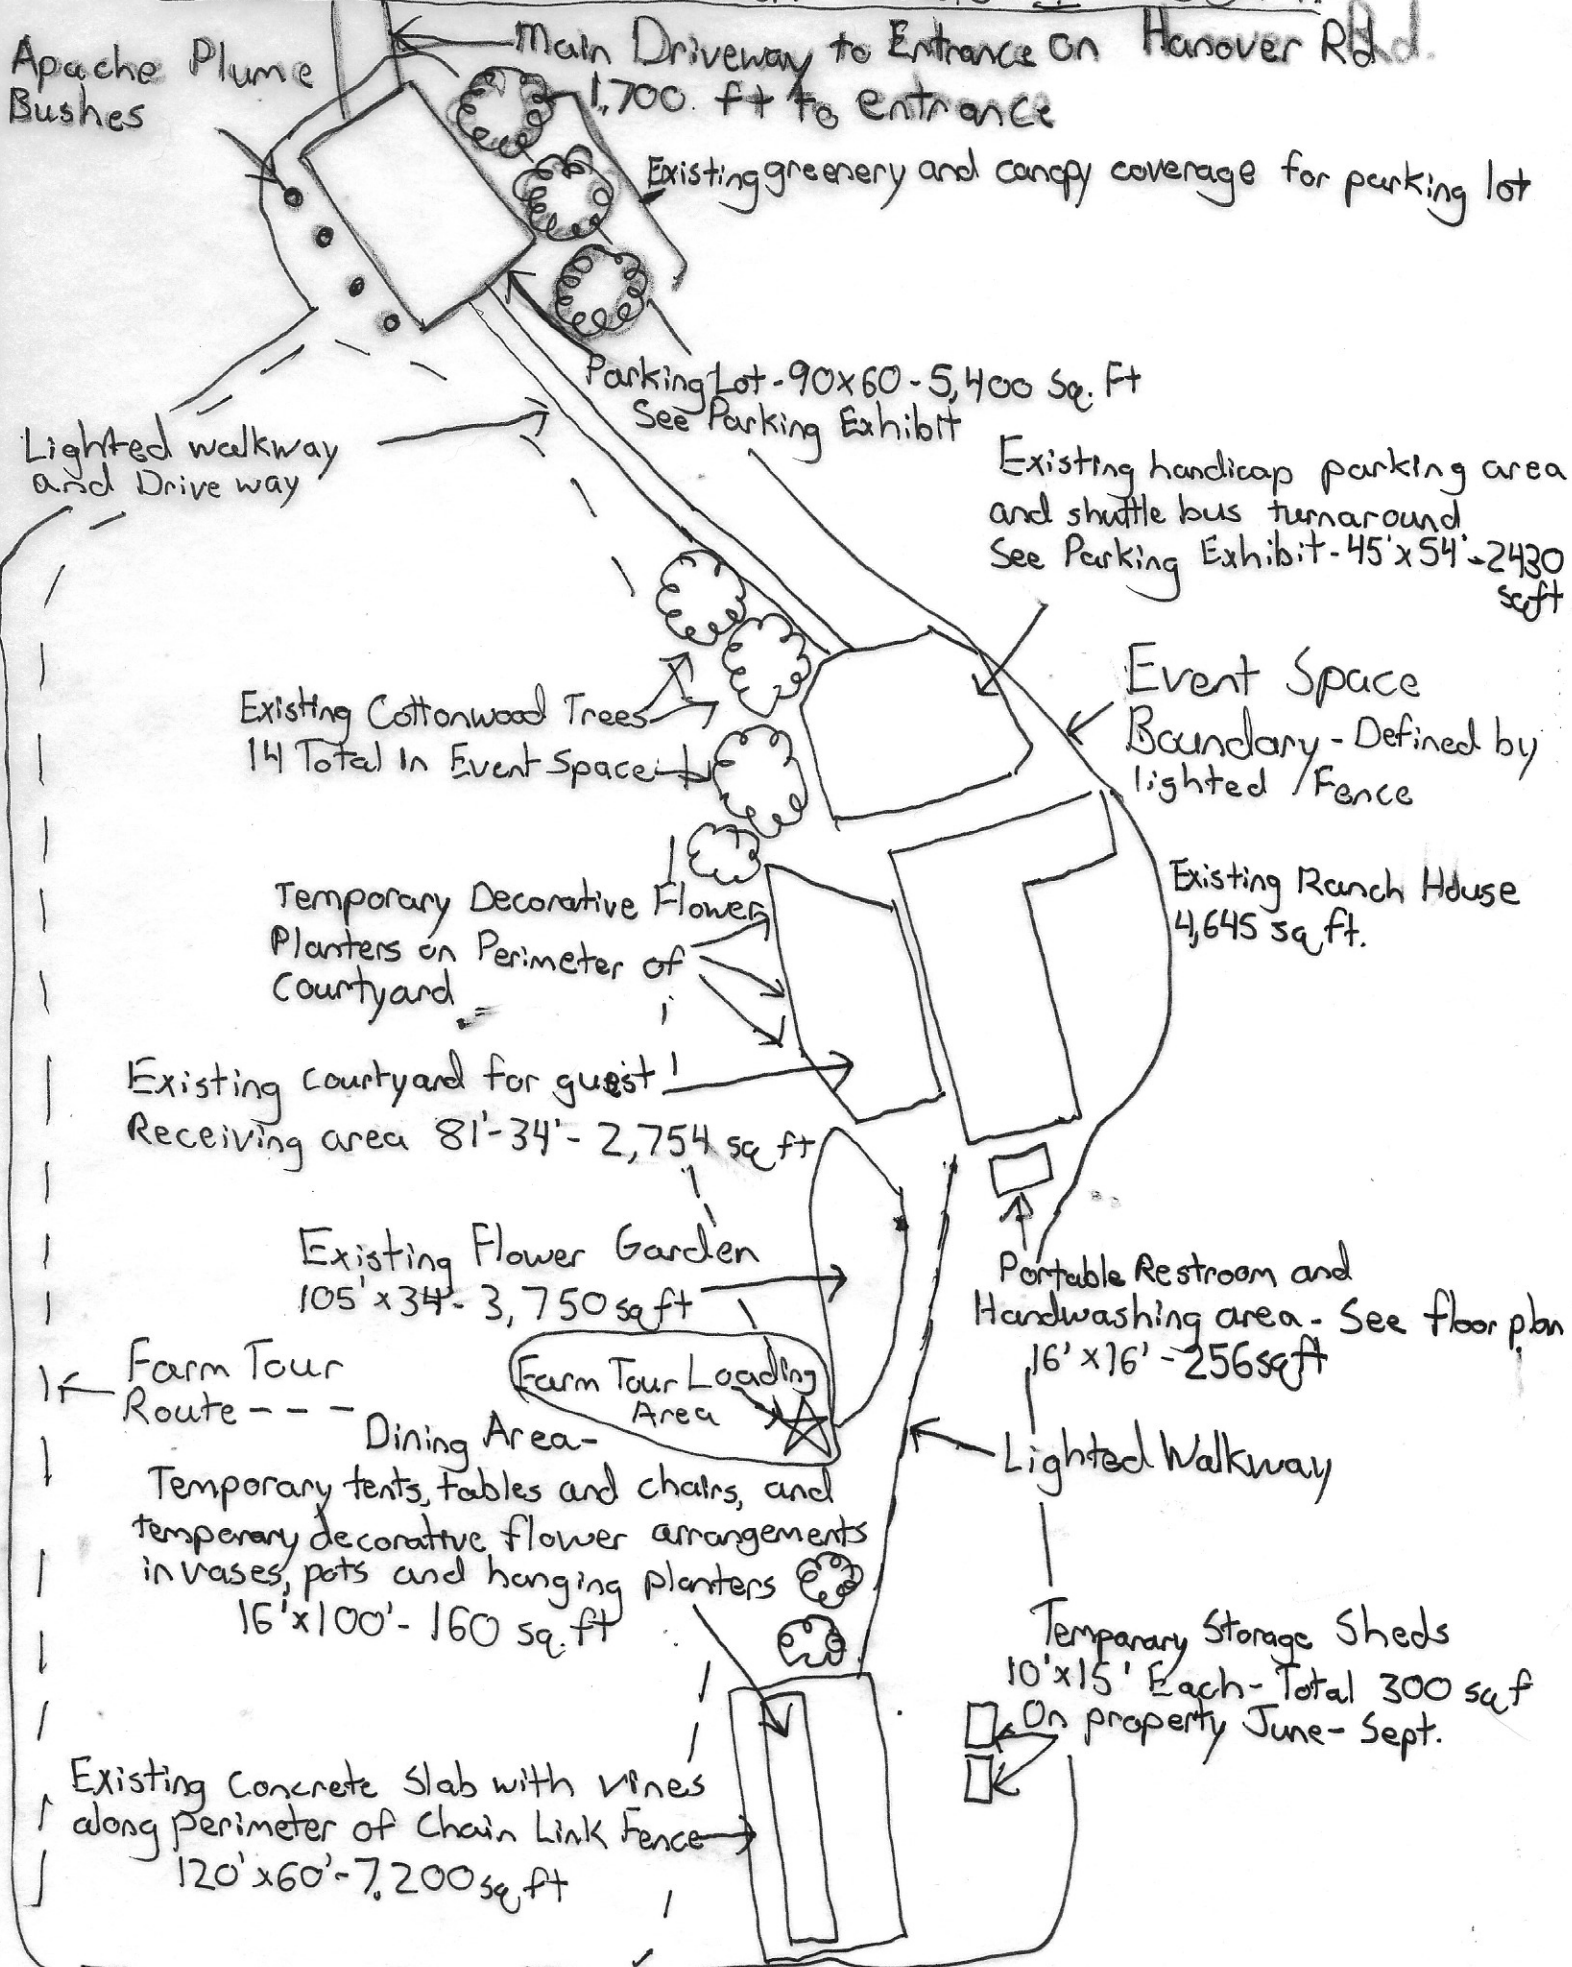 Main Driveway to Entrance on Hanover Rd.
1,700 ft to entrance
Apache Plume
Bushes
Existing greenery and canopy coverage for parking lot
Parking Lot - 90x60 - 5,400 Sq. Ft
See Parking Exhibit
Lighted walkway
and Drive way
Existing handicap parking area
and shuttle bus turnaround
See Parking Exhibit - 45'x54' - 2430
sqft
Existing Cottonwood Trees
14 Total In Event Space
Event Space
Boundary - Defined by
lighted / Fence
Temporary Decorative Flower
Planters on Perimeter of
Courtyard
Existing Ranch House
4,645 sq ft.
Existing courtyard for guest
Receiving area 81'-34' - 2,754 sq ft
Existing Flower Garden
105'x34' - 3,750 sq ft
Portable Restroom and
Handwashing area - See floor plan
16'x16' - 256 sq ft
Farm Tour
Route - - -
Farm Tour Loading
Area
Lighted Walkway
Dining Area -
Temporary tents, tables and chairs, and
temporary decorative flower arrangements
in vases, pots and hanging planters
16'x100' - 160 sq. ft
Temporary Storage Sheds
10'x15' Each - Total 300 sq f
On property June - Sept.
Existing Concrete Slab with vines
along perimeter of Chain Link Fence
120'x60' - 7,200 sq ft